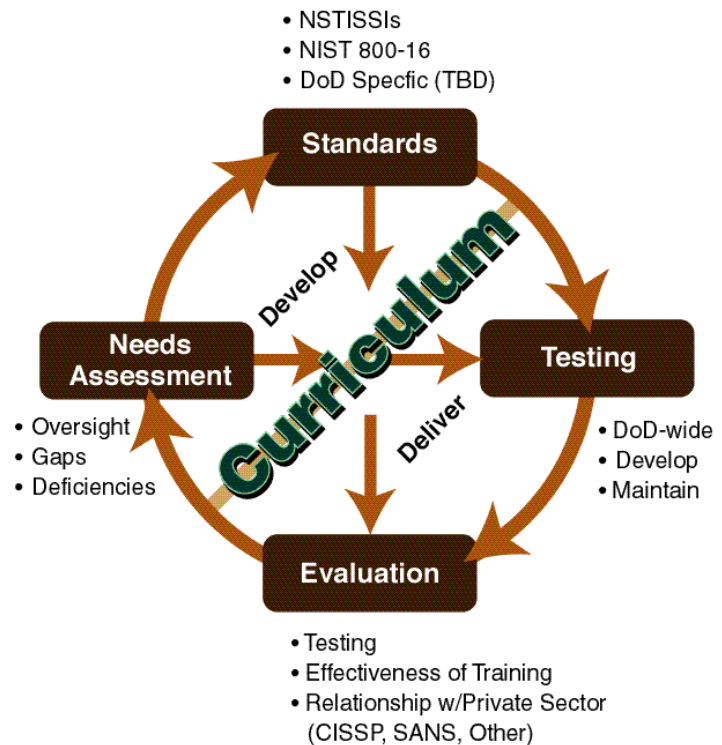 • NSTISSIs
• NIST 800-16
• DoD Specfic (TBD)
Standards
Develop
Curriculum
Needs
Assessment
Testing
• Oversight
• Gaps
• Deficiencies
Deliver
• DoD-wide
• Develop
• Maintain
Evaluation
• Testing
• Effectiveness of Training
• Relationship w/Private Sector
(CISSP, SANS, Other)